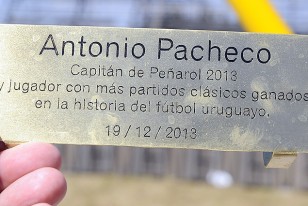 Antonio Pacheco
Capitán de Peñarol 2013
y jugador con más partidos clásicos ganados
en la historia del fútbol uruguayo.
19/12/2013